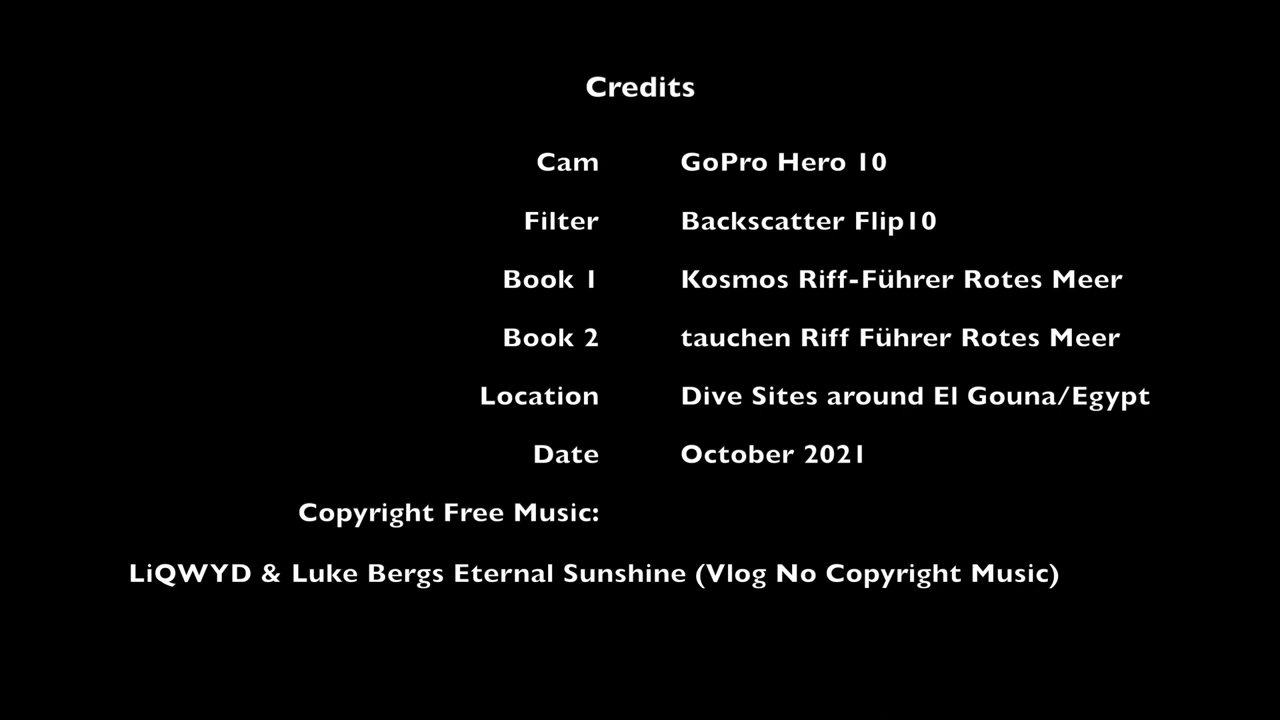 Credits
Cam GoPro Hero 10
Filter Backscatter Flip10
Book 1 Kosmos Riff-Führer Rotes Meer
Book 2 tauchen Riff Führer Rotes Meer
Location Dive Sites around El Gouna/Egypt
Date October 2021
Copyright Free Music:
LiQWYD & Luke Bergs Eternal Sunshine (Vlog No Copyright Music)